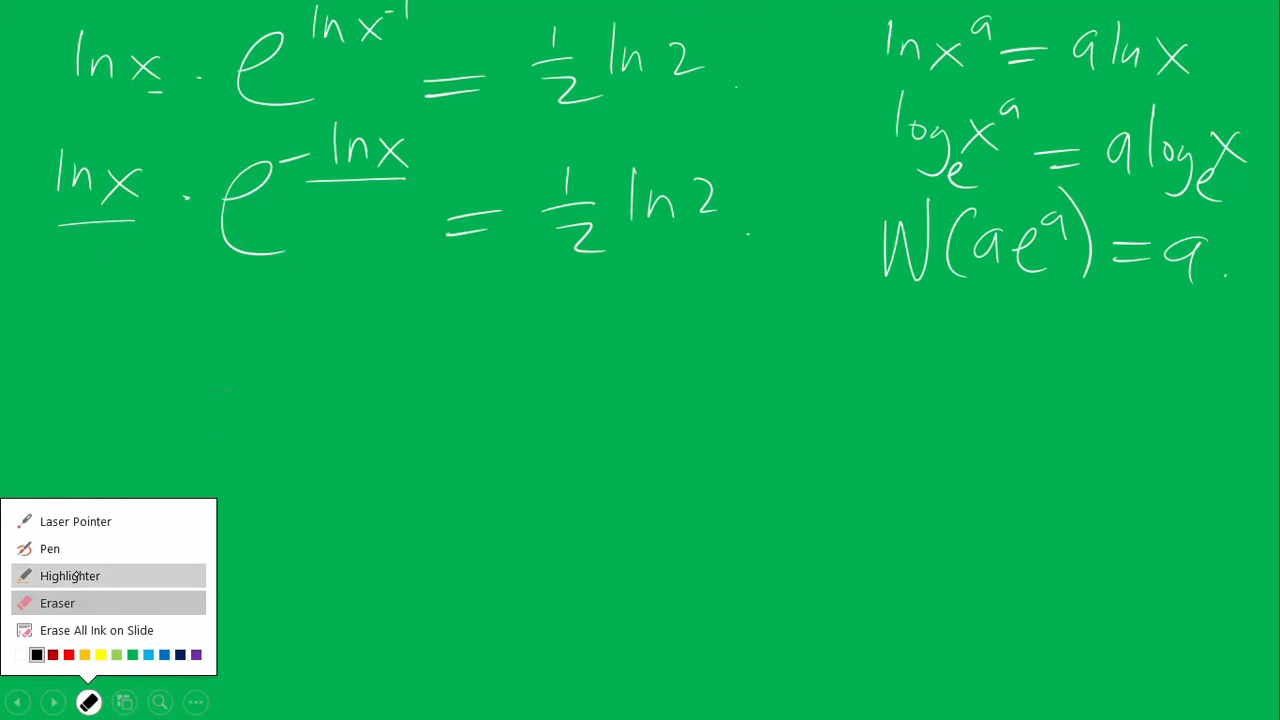 ln x · e^{ln x^{-1}} = 1/2 ln 2 .
ln x · e^{- ln x} = 1/2 ln 2 .
ln x^a = a ln x
log_e x^a = a log_e x
W(ae^a) = a .
Laser Pointer
Pen
Highlighter
Eraser
Erase All Ink on Slide